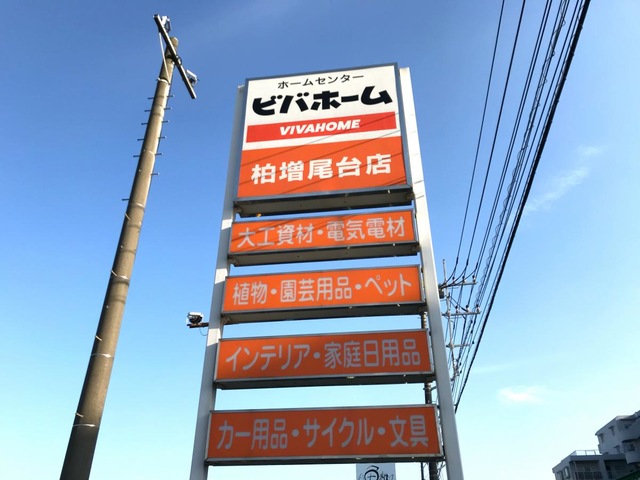 ホームセンター
ビバホーム
VIVAHOME
柏増尾台店
大工資材・電気電材
植物・園芸用品・ペット
インテリア・家庭日用品
カー用品・サイクル・文具